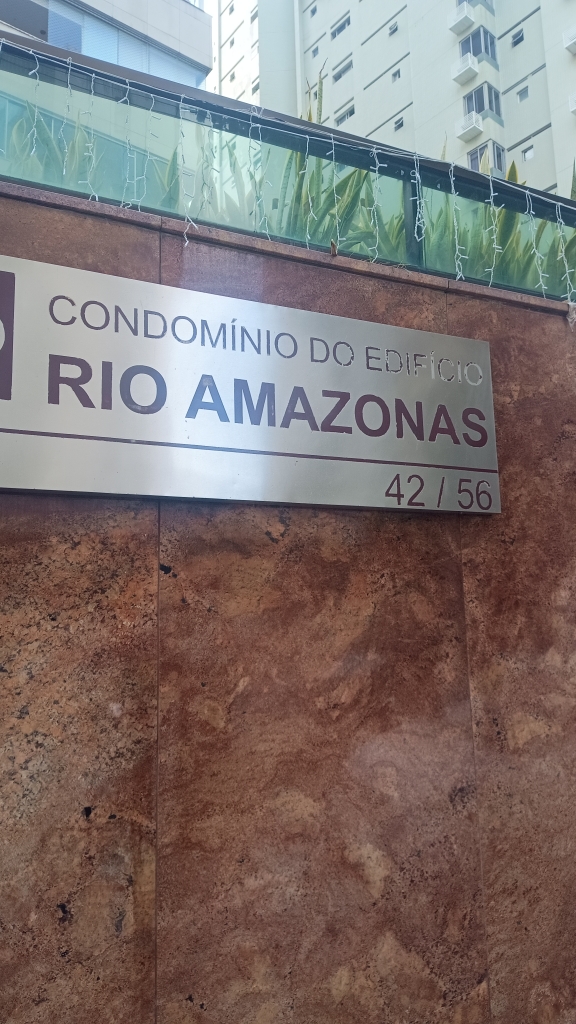 CONDOMÍNIO DO EDIFÍCIO
RIO AMAZONAS
42 / 56